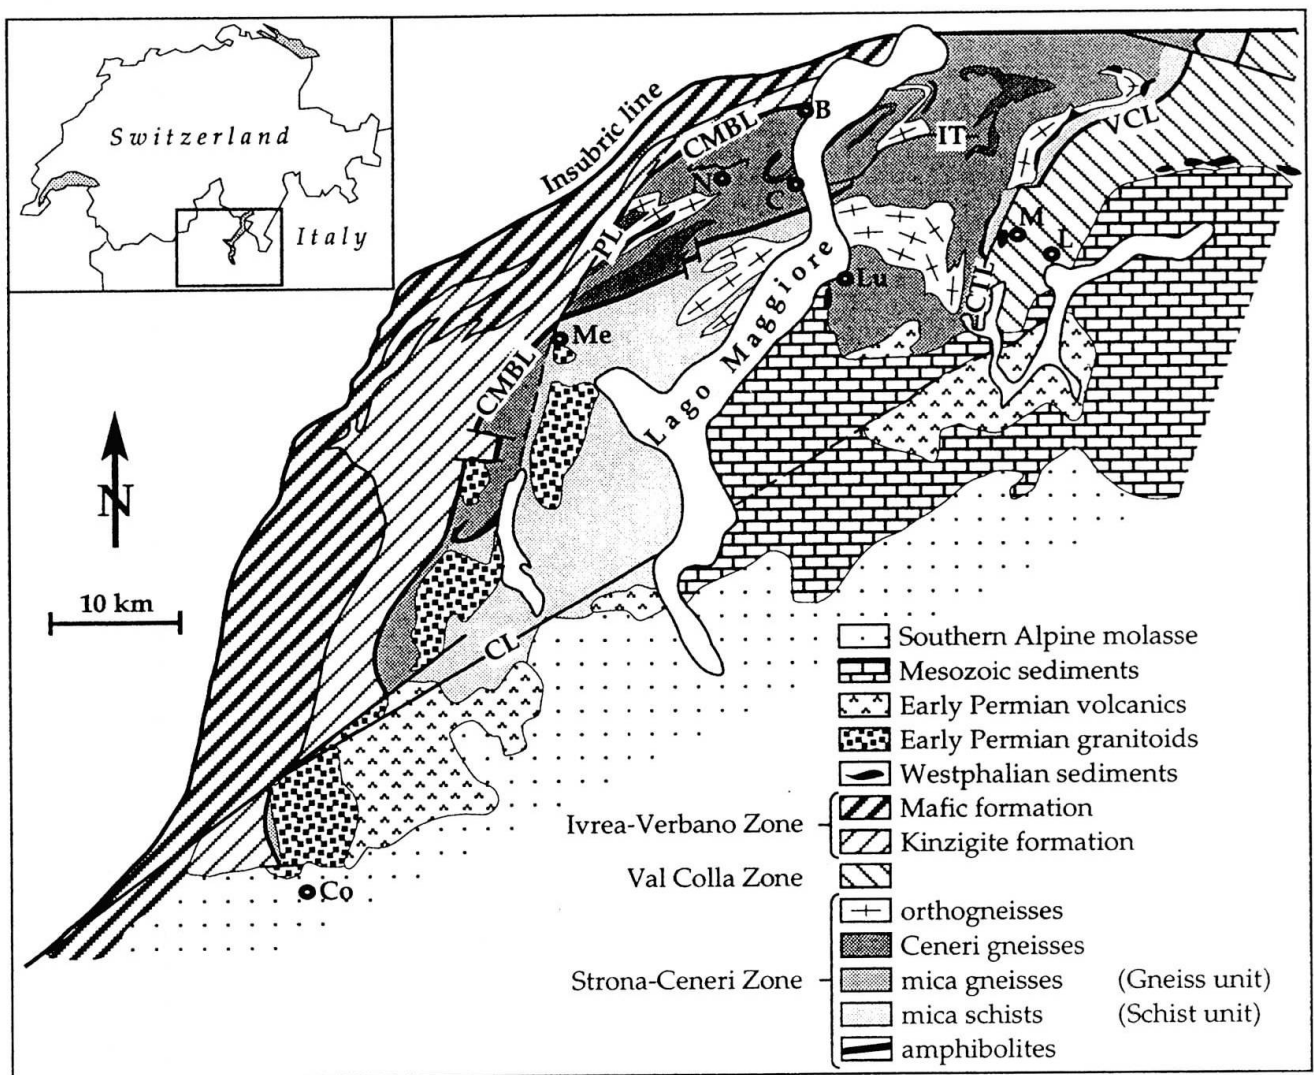 Switzerland
Italy
Insubric line
CMBL
B
IT
VCL
N
C
PL
M
L
Lu
CTL
Me
CMBL
Lago Maggiore
N
10 km
CL
Co
Southern Alpine molasse
Mesozoic sediments
Early Permian volcanics
Early Permian granitoids
Westphalian sediments
Ivrea-Verbano Zone
Mafic formation
Kinzigite formation
Val Colla Zone
Strona-Ceneri Zone
orthogneisses
Ceneri gneisses
mica gneisses (Gneiss unit)
mica schists (Schist unit)
amphibolites